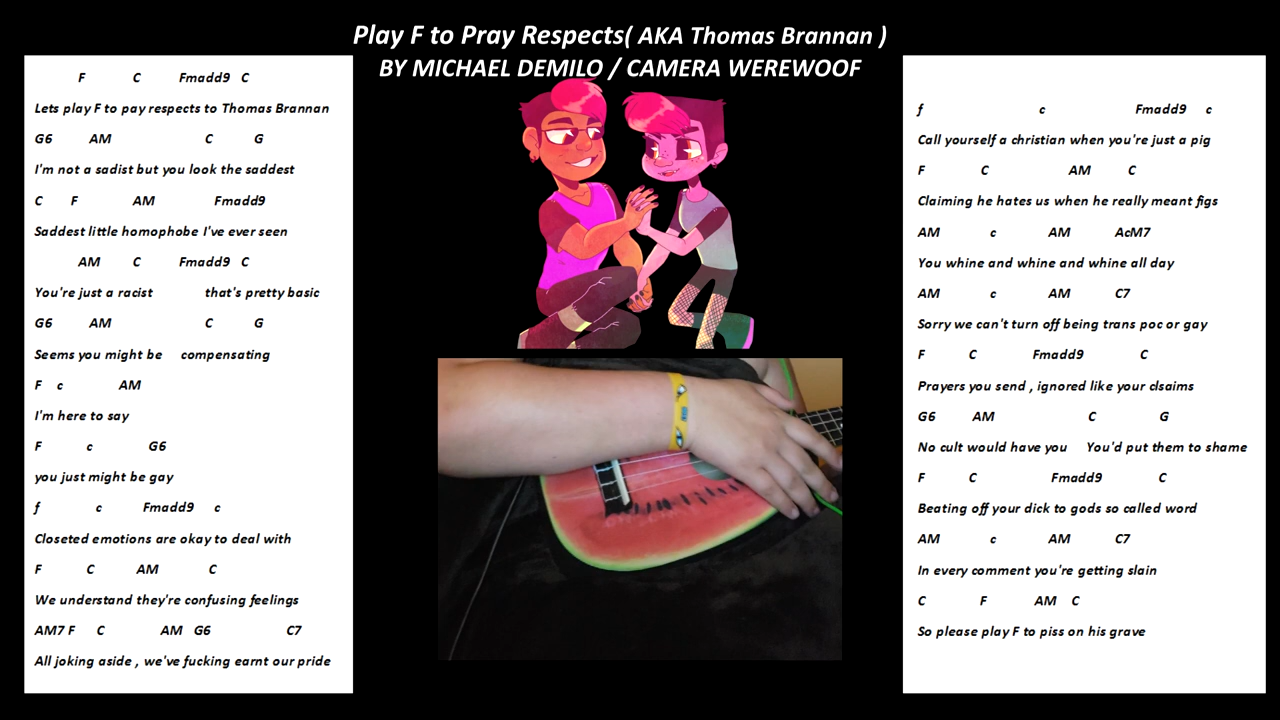 Play F to Pray Respects( AKA Thomas Brannan )
BY MICHAEL DEMILO / CAMERA WEREWOOF
F C Fmadd9 C
Lets play F to pay respects to Thomas Brannan
G6 AM C G
I'm not a sadist but you look the saddest
C F AM Fmadd9
Saddest little homophobe I've ever seen
AM C Fmadd9 C
You're just a racist that's pretty basic
G6 AM C G
Seems you might be compensating
F c AM
I'm here to say
F c G6
you just might be gay
f c Fmadd9 c
Closeted emotions are okay to deal with
F C AM C
We understand they're confusing feelings
AM7 F C AM G6 C7
All joking aside , we've fucking earnt our pride
f c Fmadd9 c
Call yourself a christian when you're just a pig
F C AM C
Claiming he hates us when he really meant figs
AM c AM AcM7
You whine and whine and whine all day
AM c AM C7
Sorry we can't turn off being trans poc or gay
F C Fmadd9 C
Prayers you send , ignored like your clsaims
G6 AM C G
No cult would have you You'd put them to shame
F C Fmadd9 C
Beating off your dick to gods so called word
AM c AM C7
In every comment you're getting slain
C F AM C
So please play F to piss on his grave